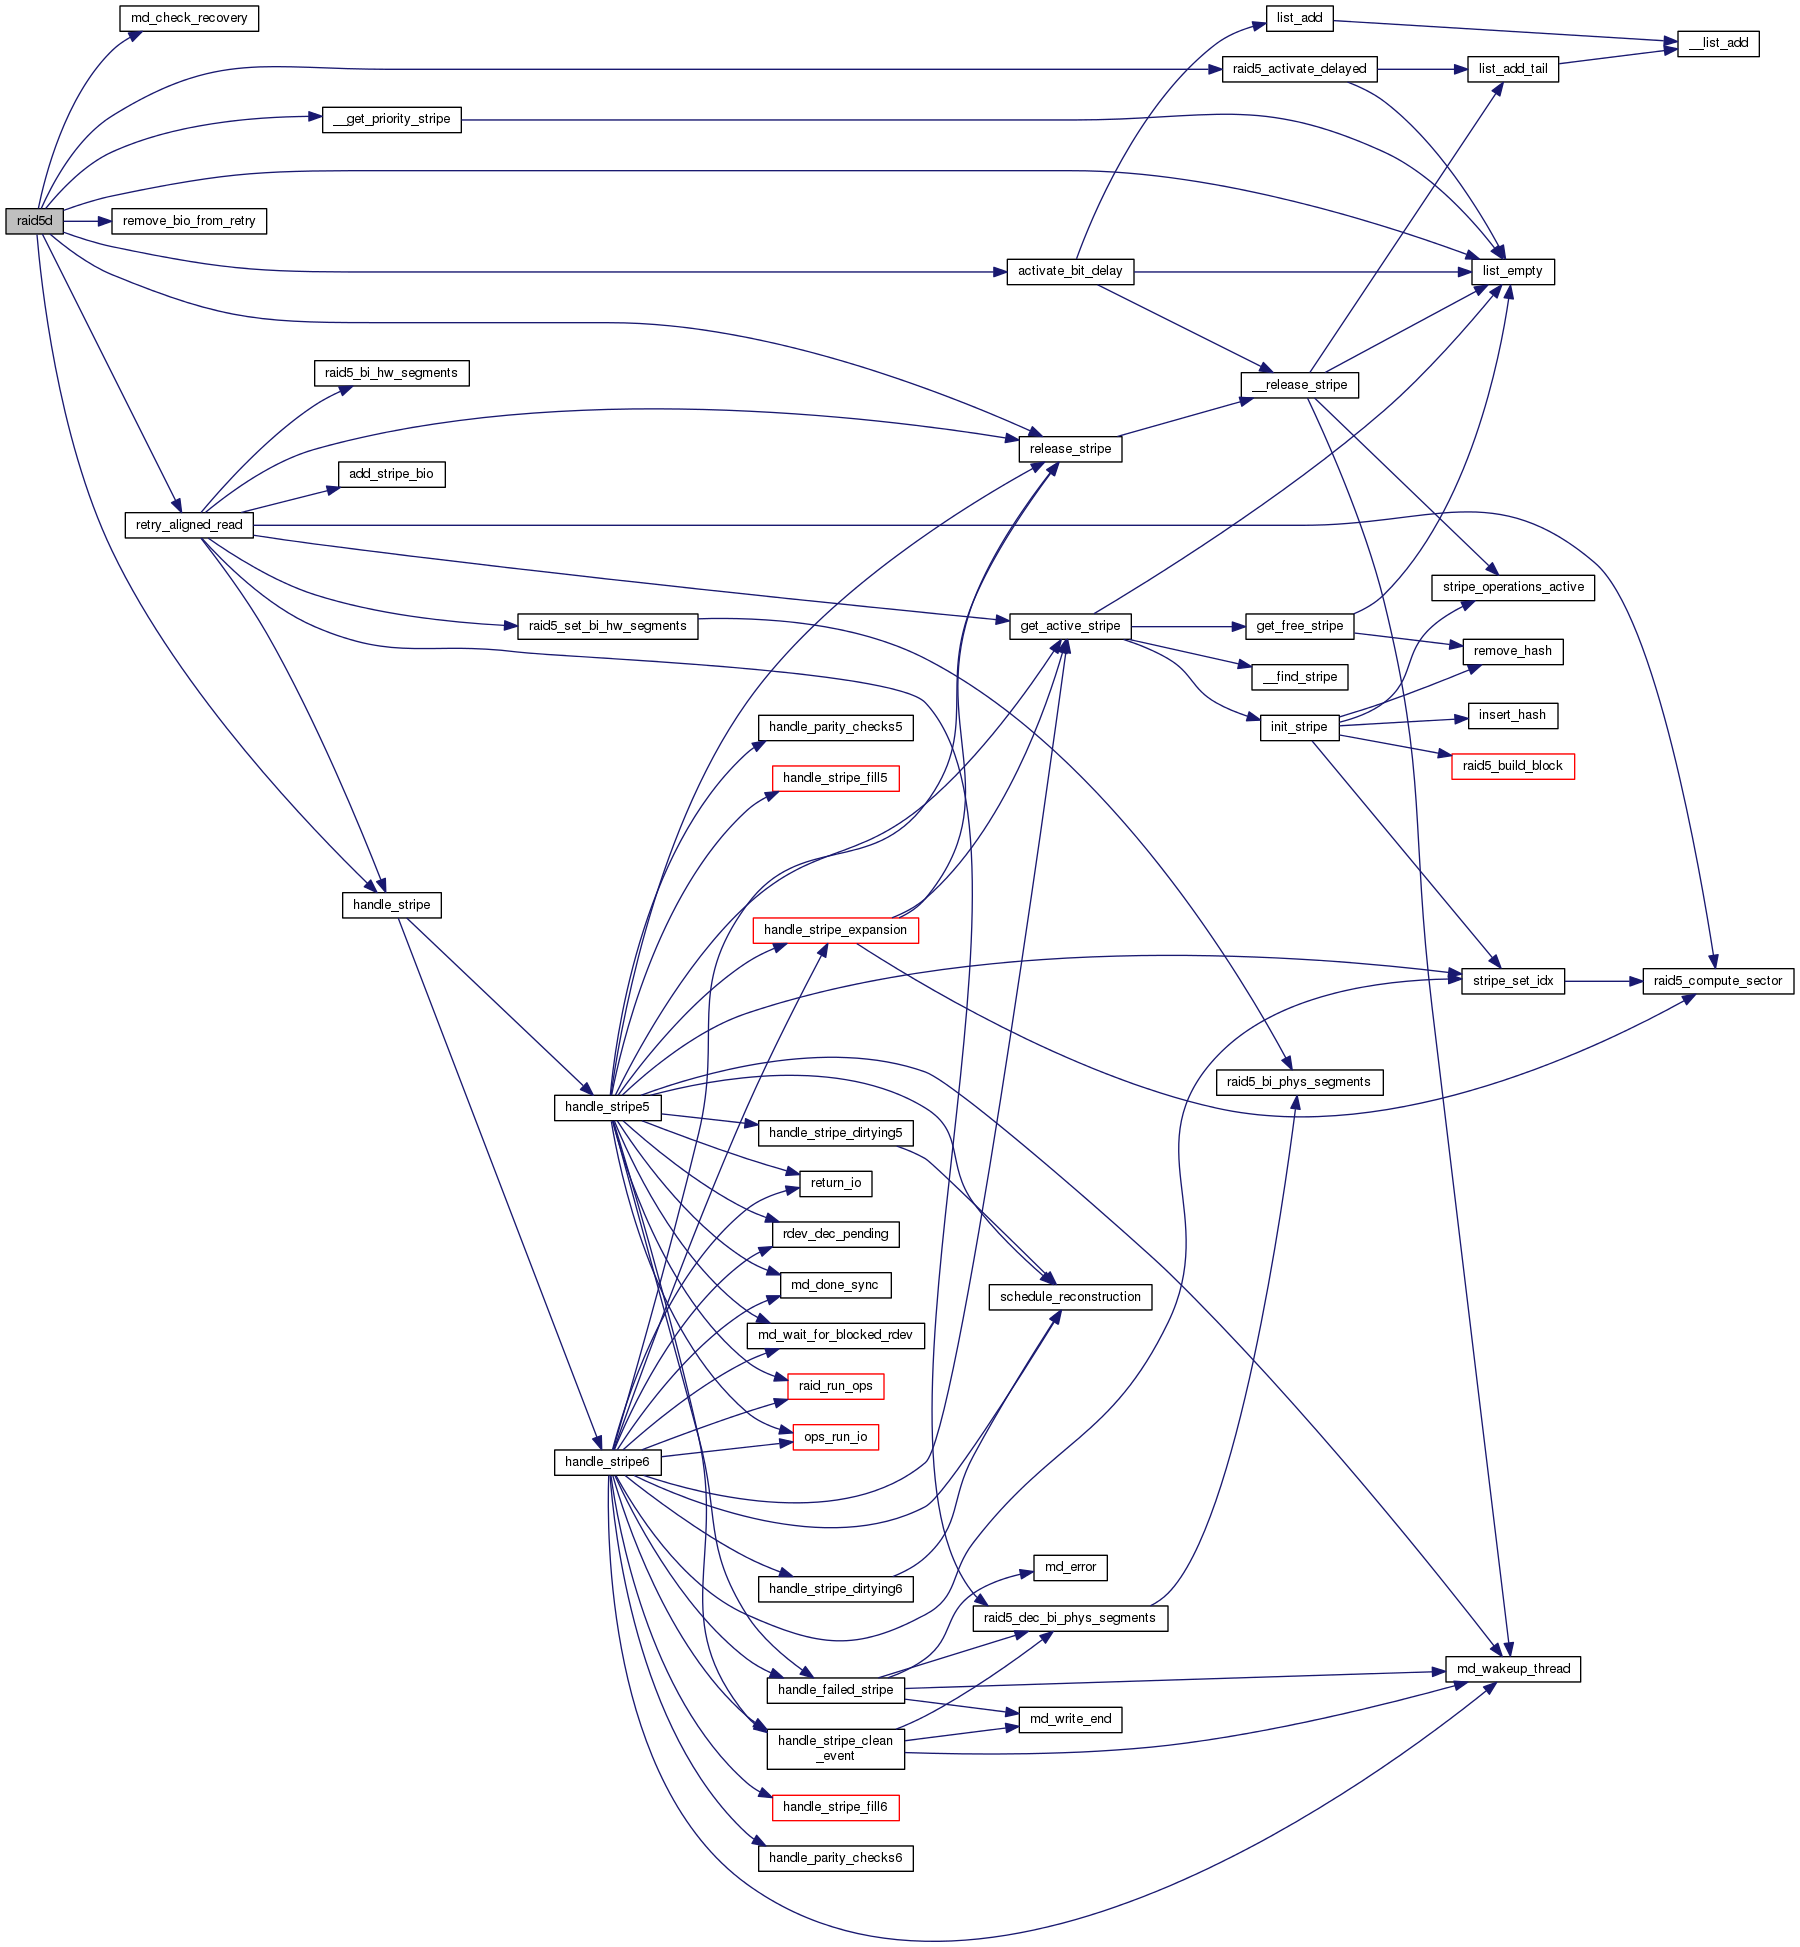 md_check_recovery
list_add
__list_add
raid5_activate_delayed
list_add_tail
__get_priority_stripe
raid5d
remove_bio_from_retry
activate_bit_delay
list_empty
raid5_bi_hw_segments
__release_stripe
release_stripe
add_stripe_bio
retry_aligned_read
stripe_operations_active
raid5_set_bi_hw_segments
get_active_stripe
get_free_stripe
remove_hash
__find_stripe
insert_hash
handle_parity_checks5
init_stripe
raid5_build_block
handle_stripe_fill5
handle_stripe
handle_stripe_expansion
stripe_set_idx
raid5_compute_sector
raid5_bi_phys_segments
handle_stripe5
handle_stripe_dirtying5
return_io
rdev_dec_pending
md_done_sync
schedule_reconstruction
md_wait_for_blocked_rdev
raid_run_ops
ops_run_io
handle_stripe6
md_error
handle_stripe_dirtying6
raid5_dec_bi_phys_segments
md_wakeup_thread
handle_failed_stripe
md_write_end
handle_stripe_clean
_event
handle_stripe_fill6
handle_parity_checks6